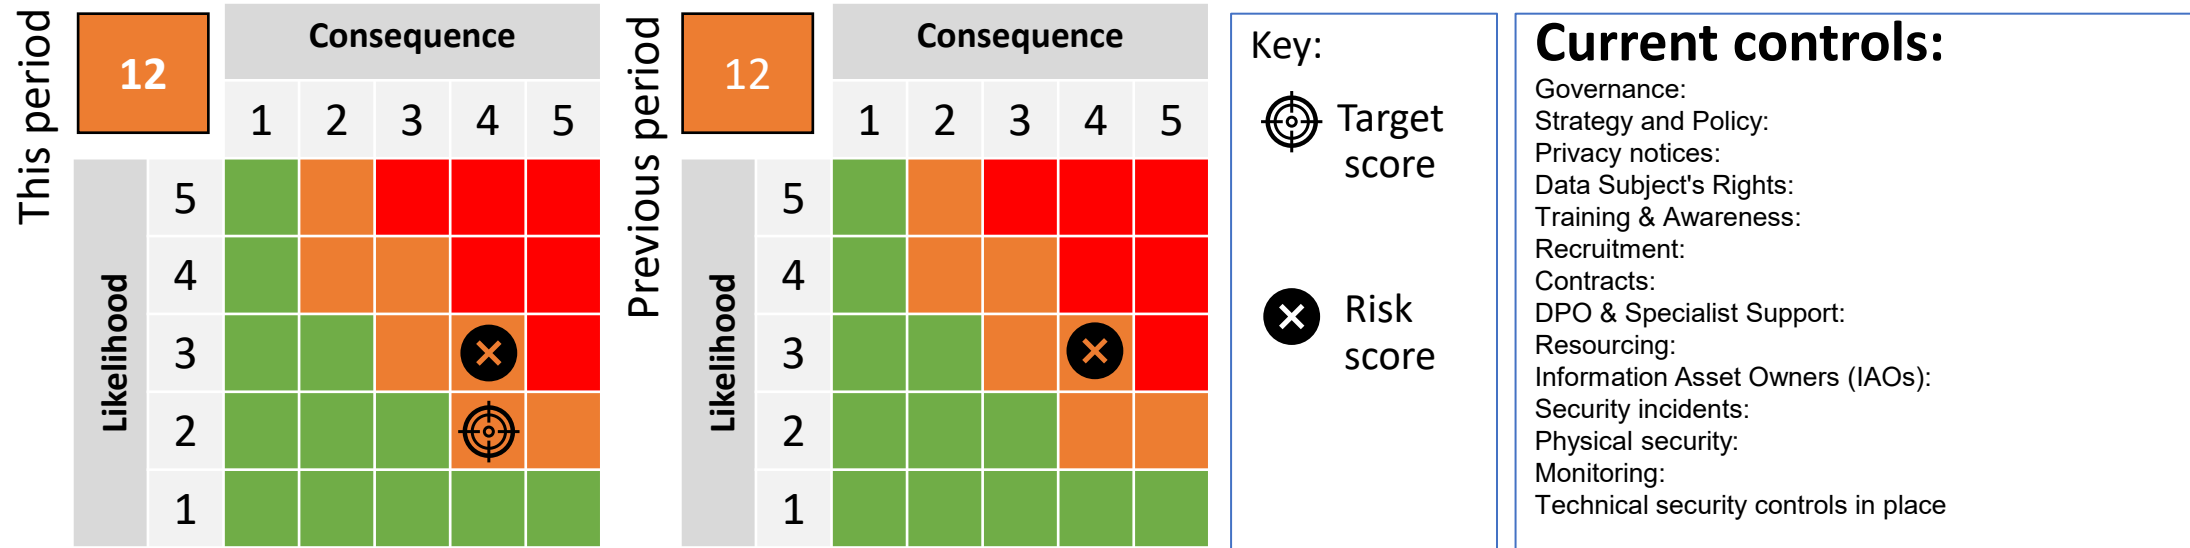 This period
12
Consequence
1 2 3 4 5
Likelihood
5
4
3
2
1
Previous period
12
Consequence
1 2 3 4 5
Likelihood
5
4
3
2
1
Key:
Target
score
Risk
score
Current controls:
Governance:
Strategy and Policy:
Privacy notices:
Data Subject's Rights:
Training & Awareness:
Recruitment:
Contracts:
DPO & Specialist Support:
Resourcing:
Information Asset Owners (IAOs):
Security incidents:
Physical security:
Monitoring:
Technical security controls in place